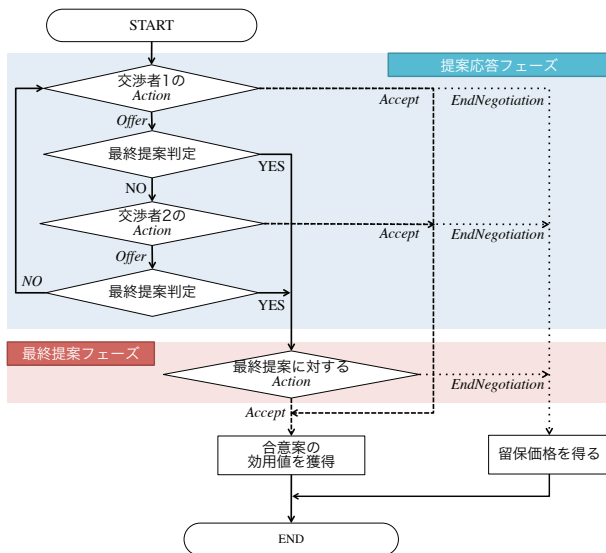 START
提案応答フェーズ
交渉者1の
Action
Accept
EndNegotiation
Offer
最終提案判定
YES
NO
交渉者2の
Action
Accept
EndNegotiation
Offer
NO
最終提案判定
YES
最終提案フェーズ
最終提案に対する
Action
EndNegotiation
Accept
合意案の
効用値を獲得
留保価格を得る
END